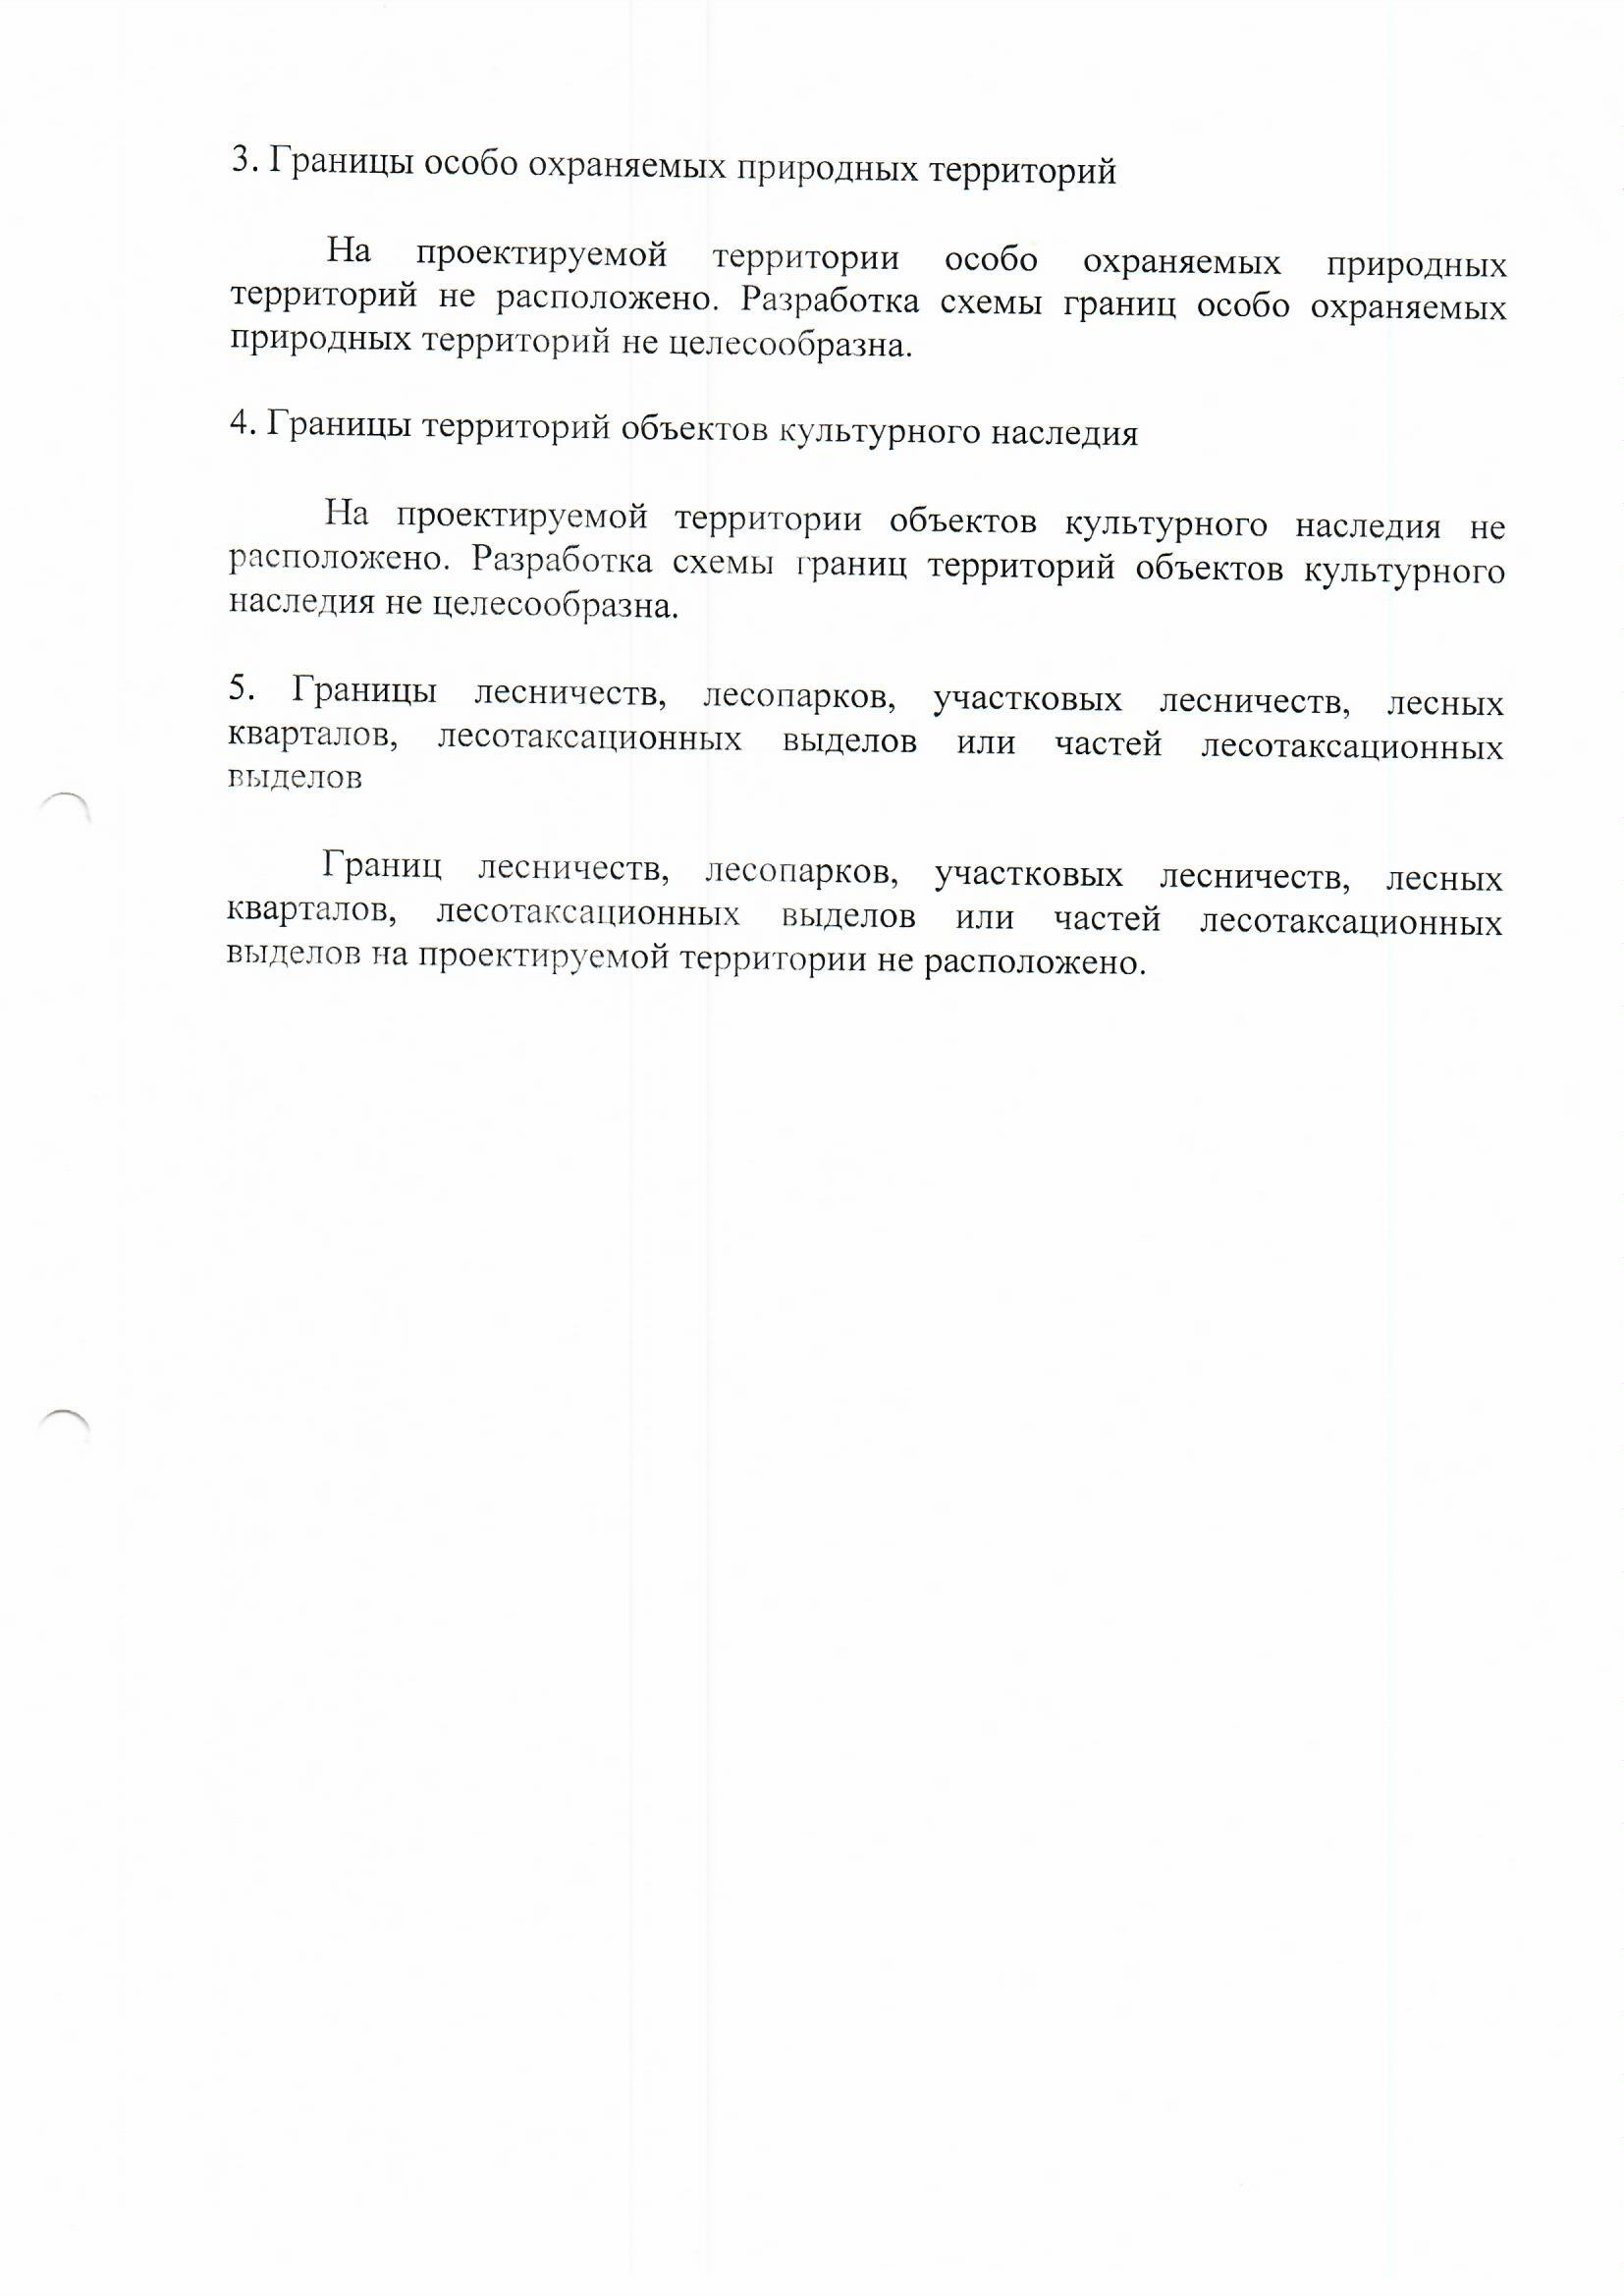 3. Границы особо охраняемых природных территорий
На проектируемой территории особо охраняемых природных
территорий не расположено. Разработка схемы границ особо охраняемых
природных территорий не целесообразна.
4. Границы территорий объектов культурного наследия
На проектируемой территории объектов культурного наследия не
расположено. Разработка схемы границ территорий объектов культурного
наследия не целесообразна.
5. Границы лесничеств, лесопарков, участковых лесничеств, лесных
кварталов, лесотаксационных выделов или частей лесотаксационных
выделов
Границ лесничеств, лесопарков, участковых лесничеств, лесных
кварталов, лесотаксационных выделов или частей лесотаксационных
выделов на проектируемой территории не расположено.